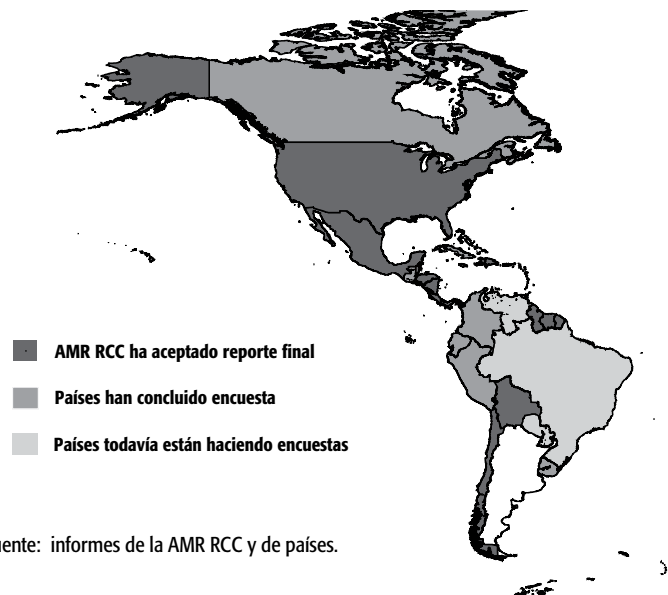 AMR RCC ha aceptado reporte final
Países han concluido encuesta
Países todavía están haciendo encuestas
uente: informes de la AMR RCC y de países.